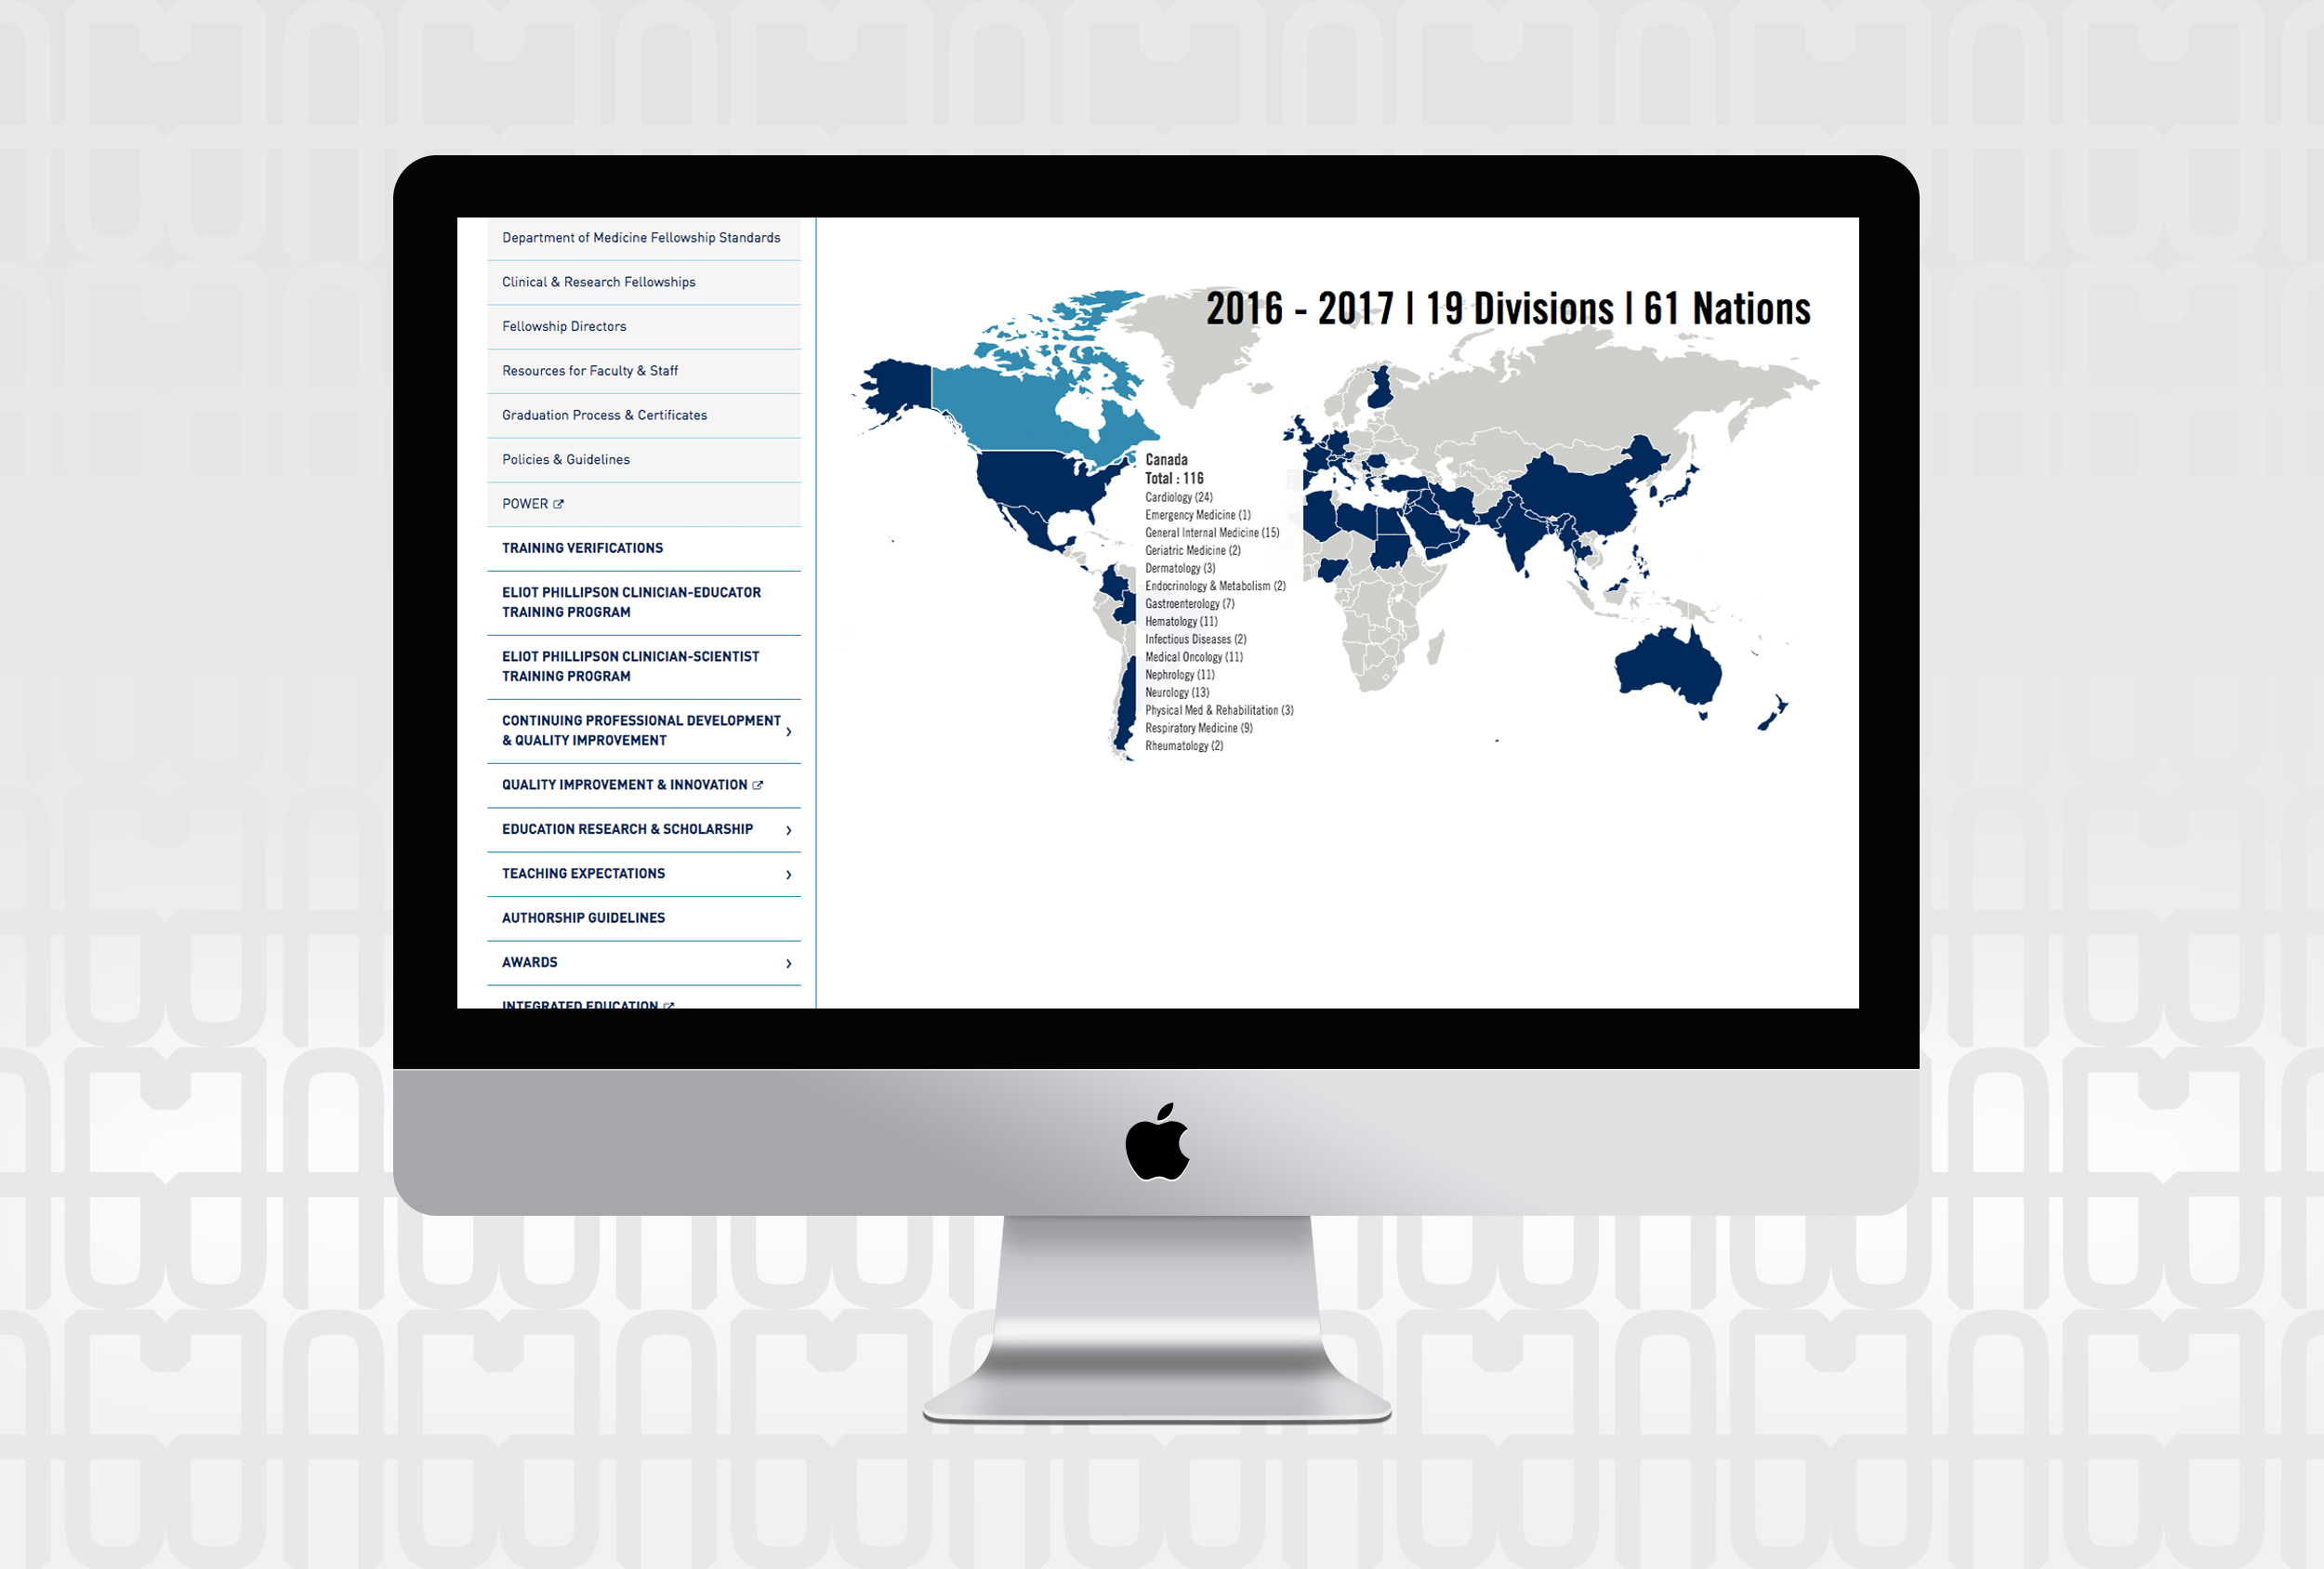 Department of Medicine Fellowship Standards
Clinical & Research Fellowships
Fellowship Directors
Resources for Faculty & Staff
Graduation Process & Certificates
Policies & Guidelines
POWER
TRAINING VERIFICATIONS
ELIOT PHILLIPSON CLINICIAN-EDUCATOR
TRAINING PROGRAM
ELIOT PHILLIPSON CLINICIAN-SCIENTIST
TRAINING PROGRAM
CONTINUING PROFESSIONAL DEVELOPMENT
& QUALITY IMPROVEMENT
QUALITY IMPROVEMENT & INNOVATION
EDUCATION RESEARCH & SCHOLARSHIP
TEACHING EXPECTATIONS
AUTHORSHIP GUIDELINES
AWARDS
INTEGRATED EDUCATION
2016 - 2017 | 19 Divisions | 61 Nations
Canada
Total : 116
Cardiology (24)
Emergency Medicine (1)
General Internal Medicine (15)
Geriatric Medicine (2)
Dermatology (3)
Endocrinology & Metabolism (2)
Gastroenterology (7)
Hematology (11)
Infectious Diseases (2)
Medical Oncology (11)
Nephrology (11)
Neurology (13)
Physical Med & Rehabilitation (3)
Respiratory Medicine (9)
Rheumatology (2)